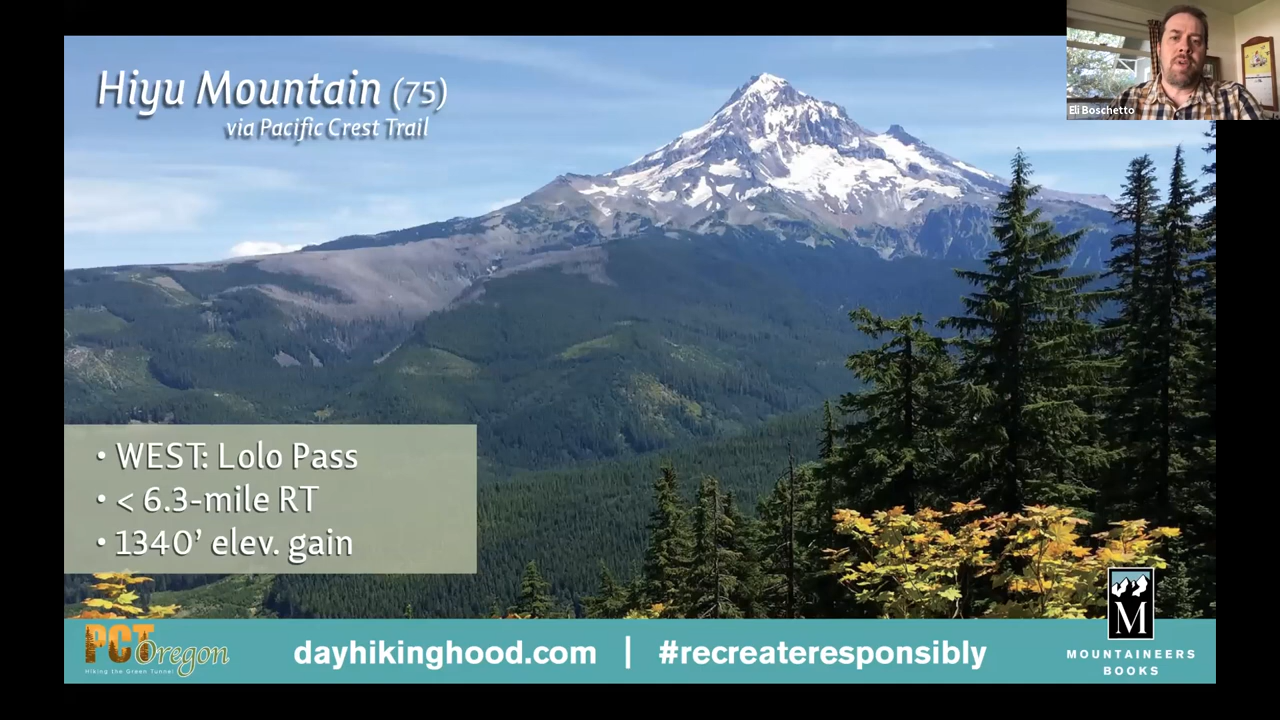 Hiyu Mountain (75)
via Pacific Crest Trail
Eli Boschetto
• WEST: Lolo Pass
• < 6.3-mile RT
• 1340’ elev. gain
PCT Oregon
Hiking the Green Tunnel
dayhikinghood.com | #recreateresponsibly
M
MOUNTAINEERS
BOOKS